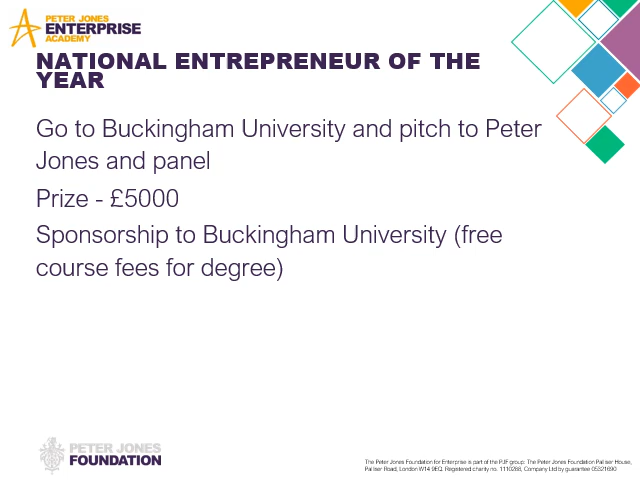 PETER JONES
ENTERPRISE
ACADEMY
NATIONAL ENTREPRENEUR OF THE
YEAR
Go to Buckingham University and pitch to Peter
Jones and panel
Prize - £5000
Sponsorship to Buckingham University (free
course fees for degree)
PETER JONES
FOUNDATION
The Peter Jones Foundation for Enterprise is part of the PJF group: The Peter Jones Foundation Palliser House,
Palliser Road, London W14 9EQ. Registered charity no. 1110288, Company Ltd by guarantee 05321690